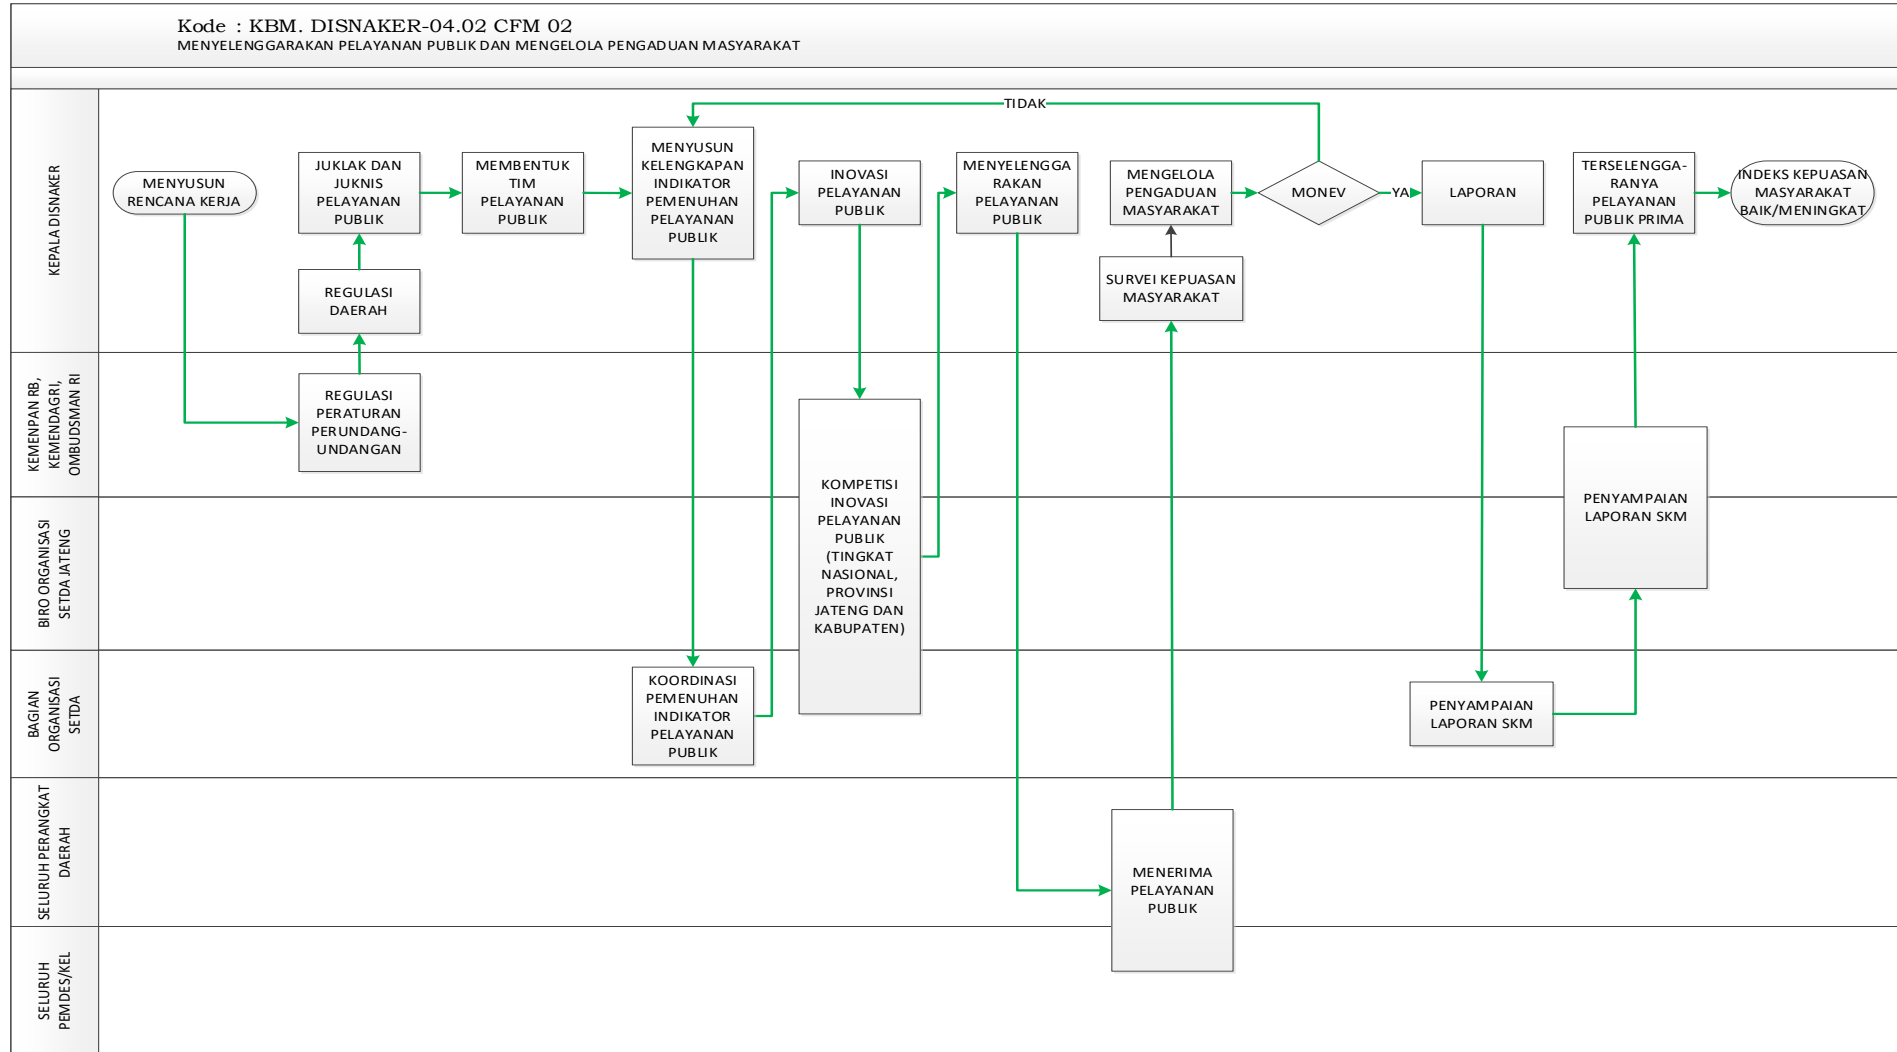 Kode : KBM. DISNAKER-04.02 CFM 02
MENYELENGGARAKAN PELAYANAN PUBLIK DAN MENGELOLA PENGADUAN MASYARAKAT
KEPALA DISNAKER
MENYUSUN
RENCANA KERJA
JUKLAK DAN
JUKNIS
PELAYANAN
PUBLIK
REGULASI
DAERAH
MEMBENTUK
TIM
PELAYANAN
PUBLIK
MENYUSUN
KELENGKAPAN
INDIKATOR
PEMENUHAN
PELAYANAN
PUBLIK
INOVASI
PELAYANAN
PUBLIK
MENYELENGGA
RAKAN
PELAYANAN
PUBLIK
MENGELOLA
PENGADUAN
MASYARAKAT
SURVEI KEPUASAN
MASYARAKAT
TIDAK
MONEV
YA
LAPORAN
TERSELENGGA-
RANYA
PELAYANAN
PUBLIK PRIMA
INDEKS KEPUASAN
MASYARAKAT
BAIK/MENINGKAT
KEMENPAN RB,
KEMENDAGRI,
OMBUDSMAN RI
REGULASI
PERATURAN
PERUNDANG-
UNDANGAN
KOMPETISI
INOVASI
PELAYANAN
PUBLIK
(TINGKAT
NASIONAL,
PROVINSI
JATENG DAN
KABUPATEN)
PENYAMPAIAN
LAPORAN SKM
BIRO ORGANISASI
SETDA JATENG
BAGIAN
ORGANISASI
SETDA
KOORDINASI
PEMENUHAN
INDIKATOR
PELAYANAN
PUBLIK
PENYAMPAIAN
LAPORAN SKM
SELURUH PERANGKAT
DAERAH
MENERIMA
PELAYANAN
PUBLIK
SELURUH
PEMDES/KEL